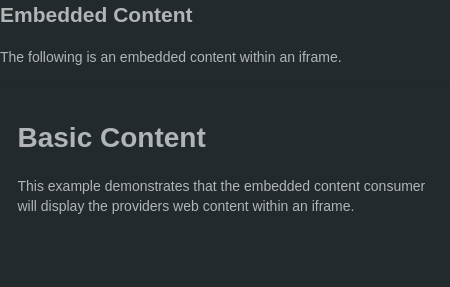 Embedded Content
The following is an embedded content within an iframe.
Basic Content
This example demonstrates that the embedded content consumer
will display the providers web content within an iframe.